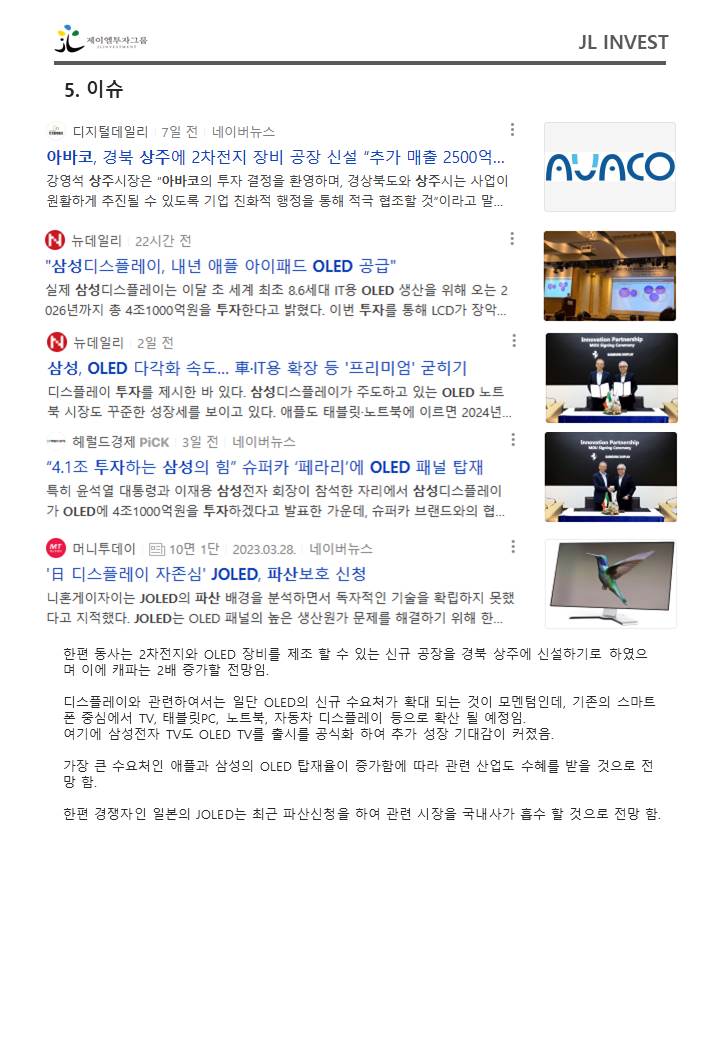 제이엘투자그룹
JLINVESTMENT
JL INVEST
5. 이슈
디지털데일리 7일 전 네이버뉴스
아바코, 경북 상주에 2차전지 장비 공장 신설 “추가 매출 2500억...
강영석 상주시장은 “아바코의 투자 결정을 환영하며, 경상북도와 상주시는 사업이
원활하게 추진될 수 있도록 기업 친화적 행정을 통해 적극 협조할 것”이라고 말...
AVACO
뉴데일리 22시간 전
"삼성디스플레이, 내년 애플 아이패드 OLED 공급"
실제 삼성디스플레이는 이달 초 세계 최초 8.6세대 IT용 OLED 생산을 위해 오는 2
026년까지 총 4조1000억원을 투자한다고 밝혔다. 이번 투자를 통해 LCD가 장악...
뉴데일리 2일 전
삼성, OLED 다각화 속도... 車·IT용 확장 등 '프리미엄' 굳히기
디스플레이 투자를 제시한 바 있다. 삼성디스플레이가 주도하고 있는 OLED 노트
북 시장도 꾸준한 성장세를 보이고 있다. 애플도 태블릿·노트북에 이르면 2024년...
Innovation Partnership
MOU Signing Ceremony
SAMSUNG DISPLAY
헤럴드경제 PiCK 3일 전 네이버뉴스
“4.1조 투자하는 삼성의 힘” 슈퍼카 ‘페라리’에 OLED 패널 탑재
특히 윤석열 대통령과 이재용 삼성전자 회장이 참석한 자리에서 삼성디스플레이
가 OLED에 4조1000억원을 투자하겠다고 발표한 가운데, 슈퍼카 브랜드와의 협...
Innovation Partnership
MOU Signing Ceremony
SAMSUNG DISPLAY
MT
머니투데이 10면 1단 2023.03.28. 네이버뉴스
'日 디스플레이 자존심' JOLED, 파산보호 신청
니혼게이자이는 JOLED의 파산 배경을 분석하면서 독자적인 기술을 확립하지 못했
다고 지적했다. JOLED는 OLED 패널의 높은 생산원가 문제를 해결하기 위해 한...
한편 동사는 2차전지와 OLED 장비를 제조 할 수 있는 신규 공장을 경북 상주에 신설하기로 하였으
며 이에 캐파는 2배 증가할 전망임.
디스플레이와 관련하여서는 일단 OLED의 신규 수요처가 확대 되는 것이 모멘텀인데, 기존의 스마트
폰 중심에서 TV, 태블릿PC, 노트북, 자동차 디스플레이 등으로 확산 될 예정임.
여기에 삼성전자 TV도 OLED TV를 출시를 공식화 하여 추가 성장 기대감이 커졌음.
가장 큰 수요처인 애플과 삼성의 OLED 탑재율이 증가함에 따라 관련 산업도 수혜를 받을 것으로 전
망 함.
한편 경쟁자인 일본의 JOLED는 최근 파산신청을 하여 관련 시장을 국내사가 흡수 할 것으로 전망 함.